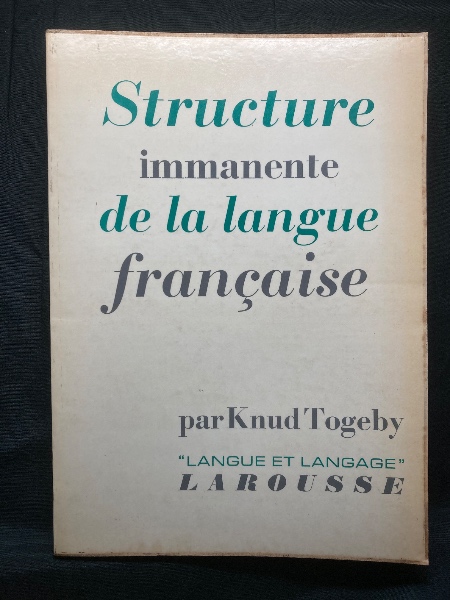 Structure
immanente
de la langue
française
par Knud Togeby
"LANGUE ET LANGAGE"
LAROUSSE